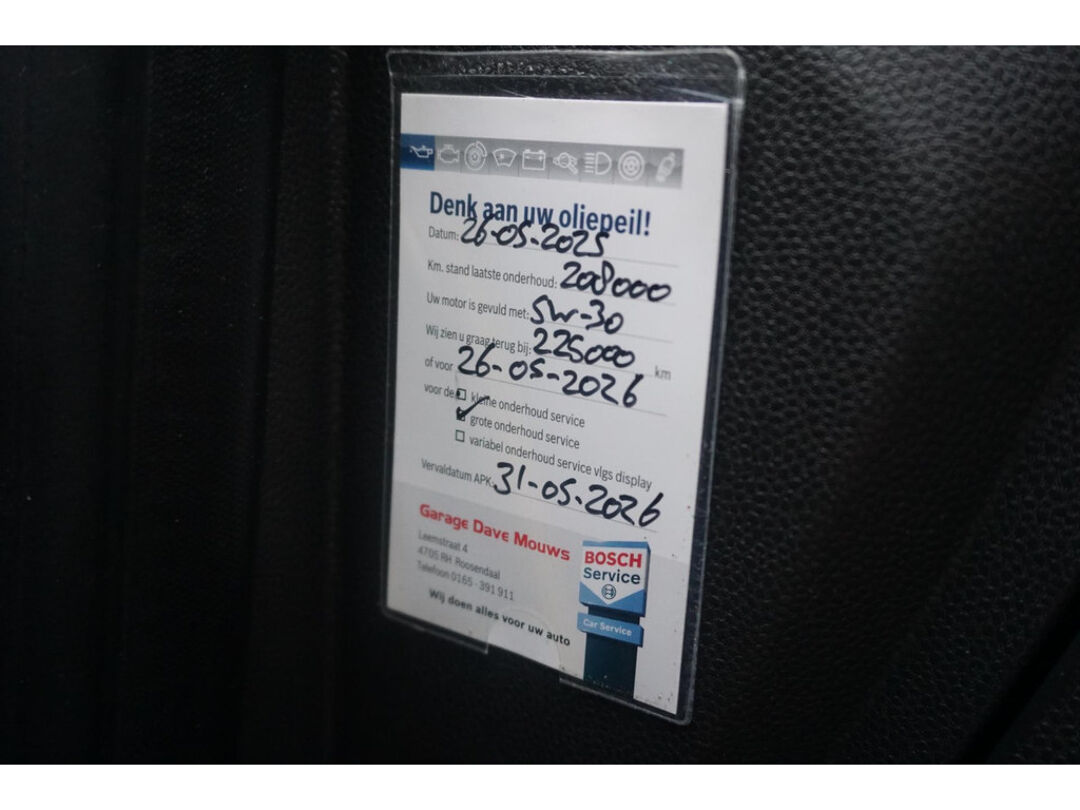 Denk aan uw oliepeil!
Datum: 26-05-2025
Km. stand laatste onderhoud: 208000
Uw motor is gevuld met: 5W-30
Wij zien u graag terug bij: 225000 km
of voor 26-05-2026
voor de: kleine onderhoud service
grote onderhoud service
variabel onderhoud service vlgs display
Vervaldatum APK: 31-05-2026
Garage Dave Mouws
Leemstraat 4
4705 RH Roosendaal
Telefoon 0165 - 391 911
Wij doen alles voor uw auto
BOSCH
Service
Car Service